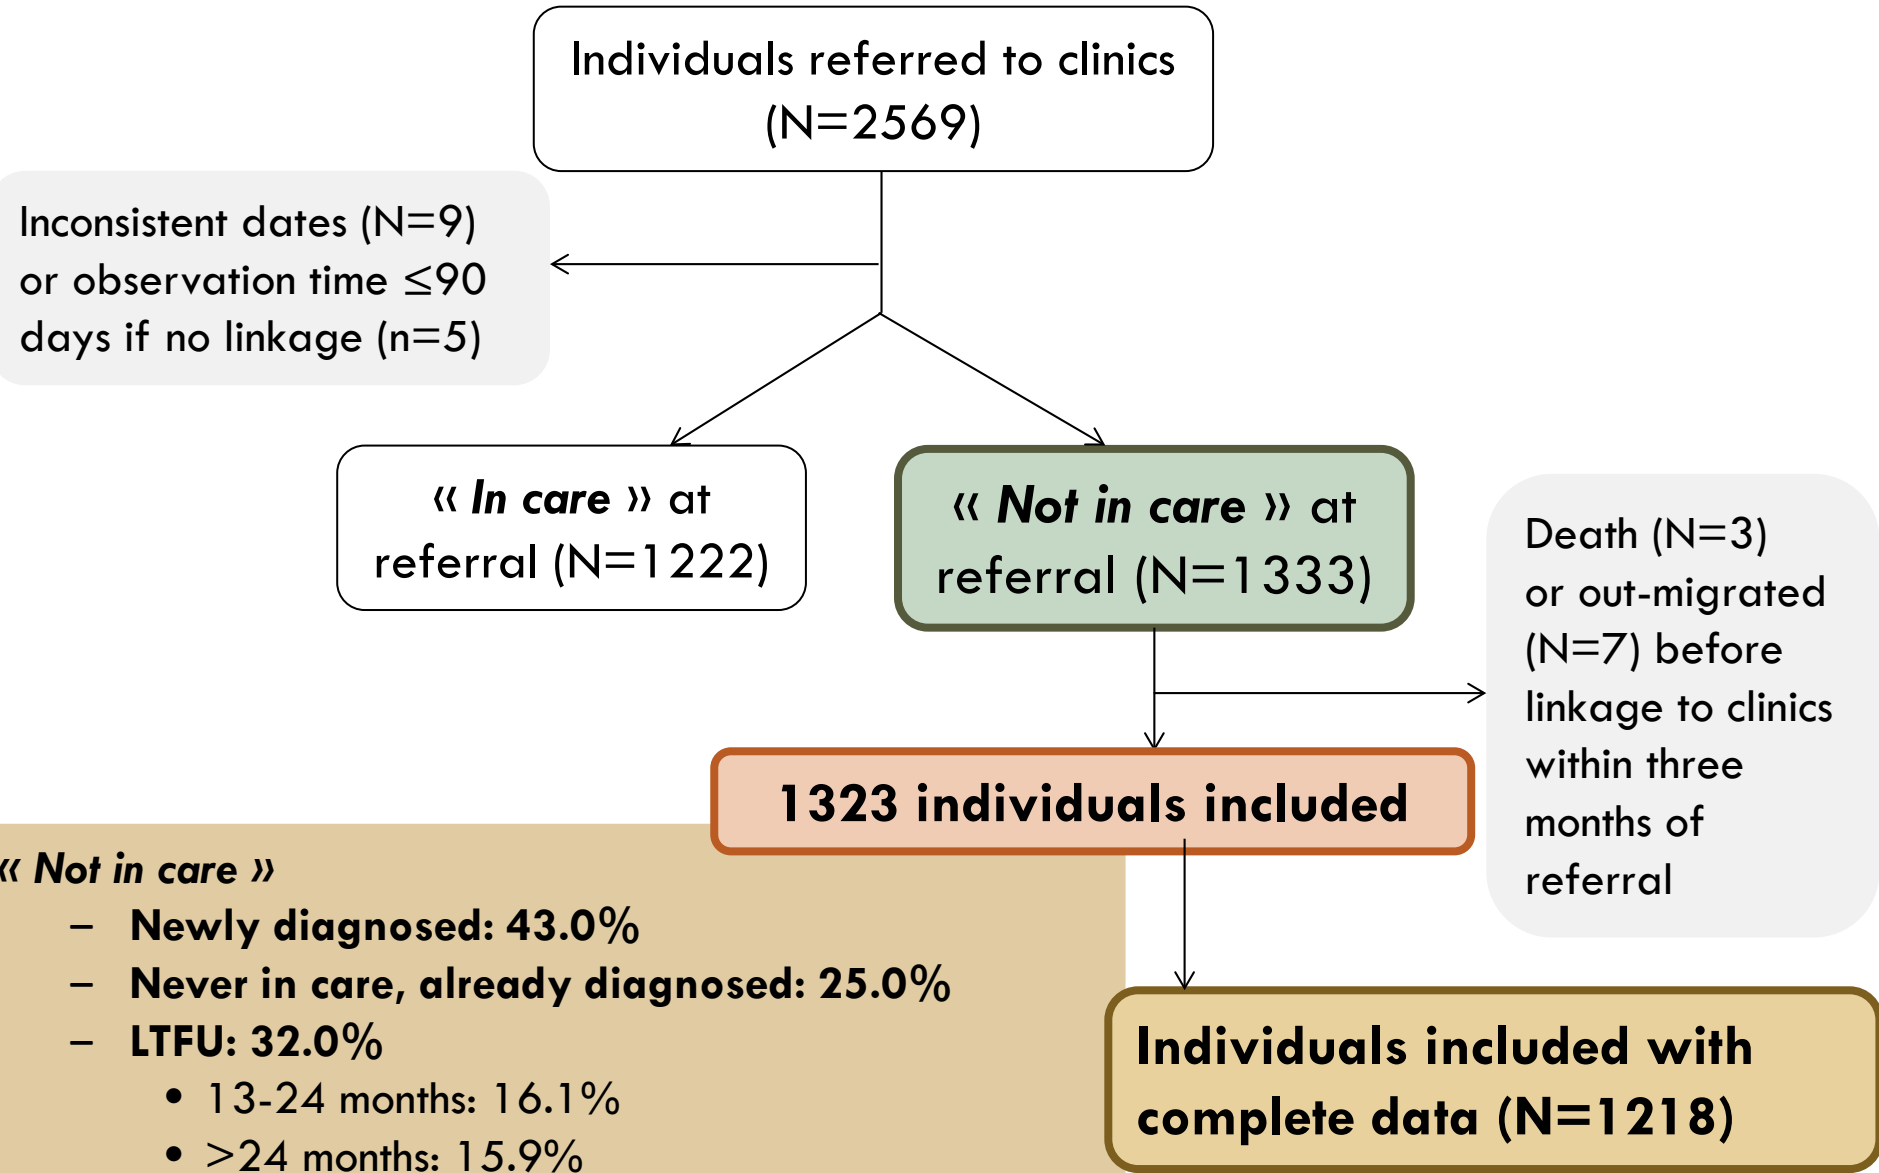 Individuals referred to clinics
(N=2569)
Inconsistent dates (N=9)
or observation time ≤90
days if no linkage (n=5)
« In care » at
referral (N=1222)
« Not in care » at
referral (N=1333)
Death (N=3)
or out-migrated
(N=7) before
linkage to clinics
within three
months of
referral
1323 individuals included
« Not in care »
– Newly diagnosed: 43.0%
– Never in care, already diagnosed: 25.0%
– LTFU: 32.0%
• 13-24 months: 16.1%
• >24 months: 15.9%
Individuals included with
complete data (N=1218)